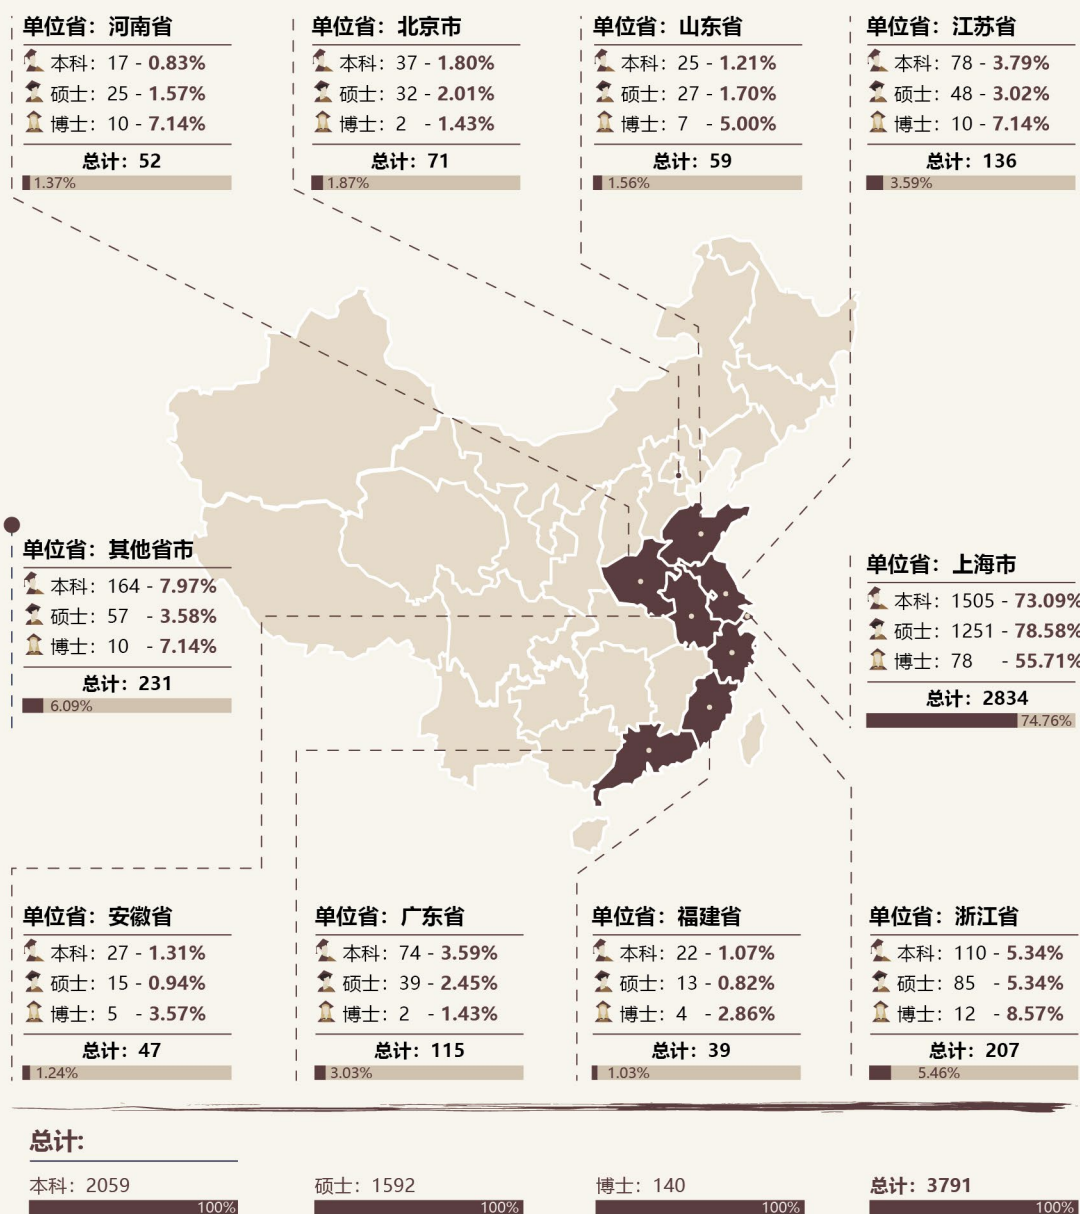 单位省：河南省
本科：17 - 0.83%
硕士：25 - 1.57%
博士：10 - 7.14%
总计：52
1.37%
单位省：北京市
本科：37 - 1.80%
硕士：32 - 2.01%
博士：2 - 1.43%
总计：71
1.87%
单位省：山东省
本科：25 - 1.21%
硕士：27 - 1.70%
博士：7 - 5.00%
总计：59
1.56%
单位省：江苏省
本科：78 - 3.79%
硕士：48 - 3.02%
博士：10 - 7.14%
总计：136
3.59%
单位省：其他省市
本科：164 - 7.97%
硕士：57 - 3.58%
博士：10 - 7.14%
总计：231
6.09%
单位省：上海市
本科：1505 - 73.09%
硕士：1251 - 78.58%
博士：78 - 55.71%
总计：2834
74.76%
单位省：安徽省
本科：27 - 1.31%
硕士：15 - 0.94%
博士：5 - 3.57%
总计：47
1.24%
单位省：广东省
本科：74 - 3.59%
硕士：39 - 2.45%
博士：2 - 1.43%
总计：115
3.03%
单位省：福建省
本科：22 - 1.07%
硕士：13 - 0.82%
博士：4 - 2.86%
总计：39
1.03%
单位省：浙江省
本科：110 - 5.34%
硕士：85 - 5.34%
博士：12 - 8.57%
总计：207
5.46%
总计:
本科：2059
100%
硕士：1592
100%
博士：140
100%
总计：3791
100%